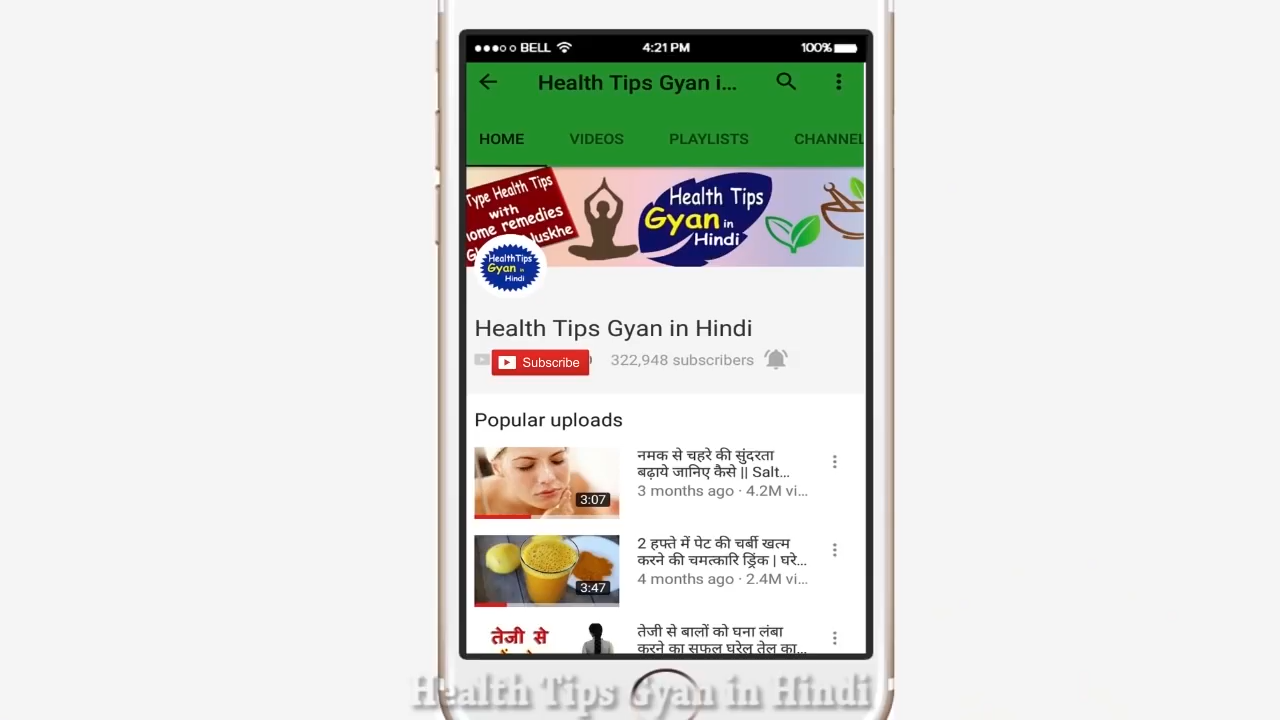 BELL
4:21 PM
100%
Health Tips Gyan i...
HOME
VIDEOS
PLAYLISTS
CHANNEL
Type Health Tips
with
ome remedies
uskhe
Health Tips
Gyan in
Hindi
HealthTips
Gyan in
Hindi
Health Tips Gyan in Hindi
Subscribe
322,948 subscribers
Popular uploads
नमक से चहरे की सुंदरता
बढ़ाये जानिए कैसे || Salt...
3 months ago · 4.2M vi...
3:07
2 हफ्ते में पेट की चर्बी खत्म
करने की चमत्कारि ड्रिंक | घरे...
4 months ago · 2.4M vi...
3:47
तेजी से
तेजी से बालों को घना लंबा
करने का सफल घरेलू तेल का...
Health Tips Gyan in Hindi